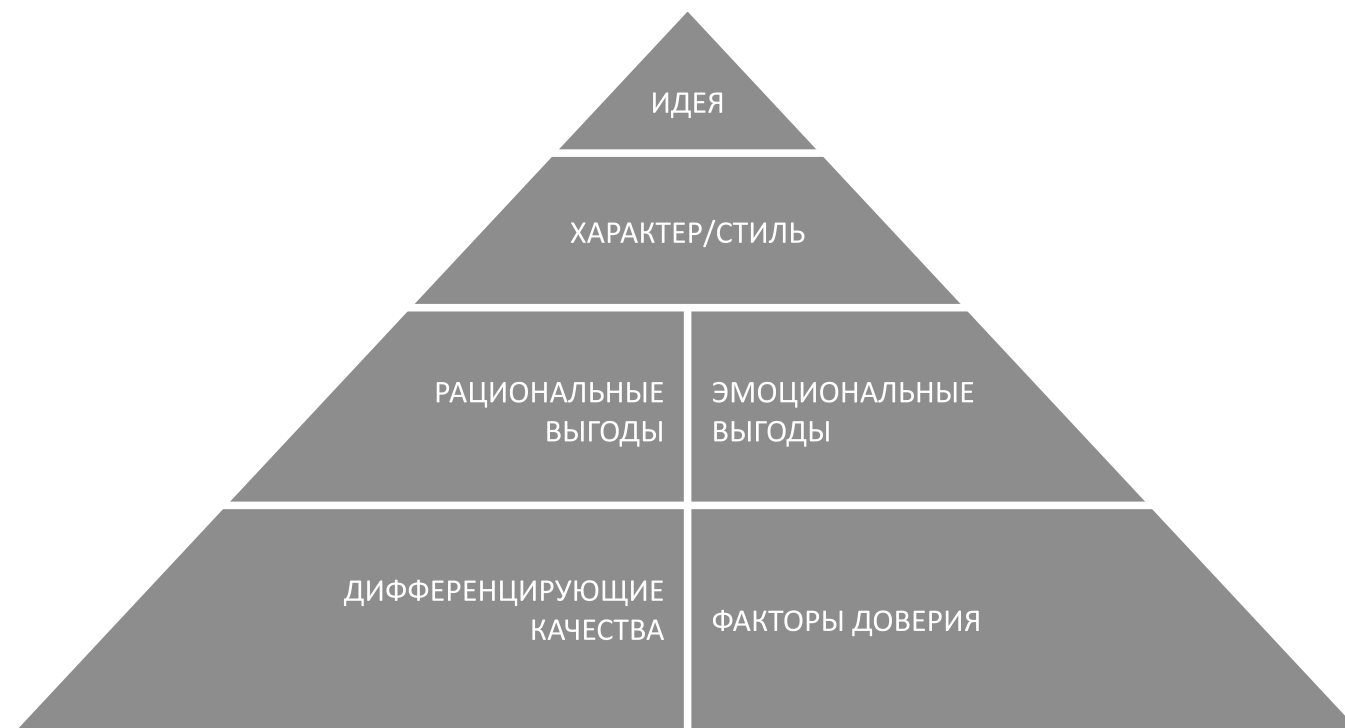 ИДЕЯ
ХАРАКТЕР/СТИЛЬ
РАЦИОНАЛЬНЫЕ
ВЫГОДЫ
ЭМОЦИОНАЛЬНЫЕ
ВЫГОДЫ
ДИФФЕРЕНЦИРУЮЩИЕ
КАЧЕСТВА
ФАКТОРЫ ДОВЕРИЯ